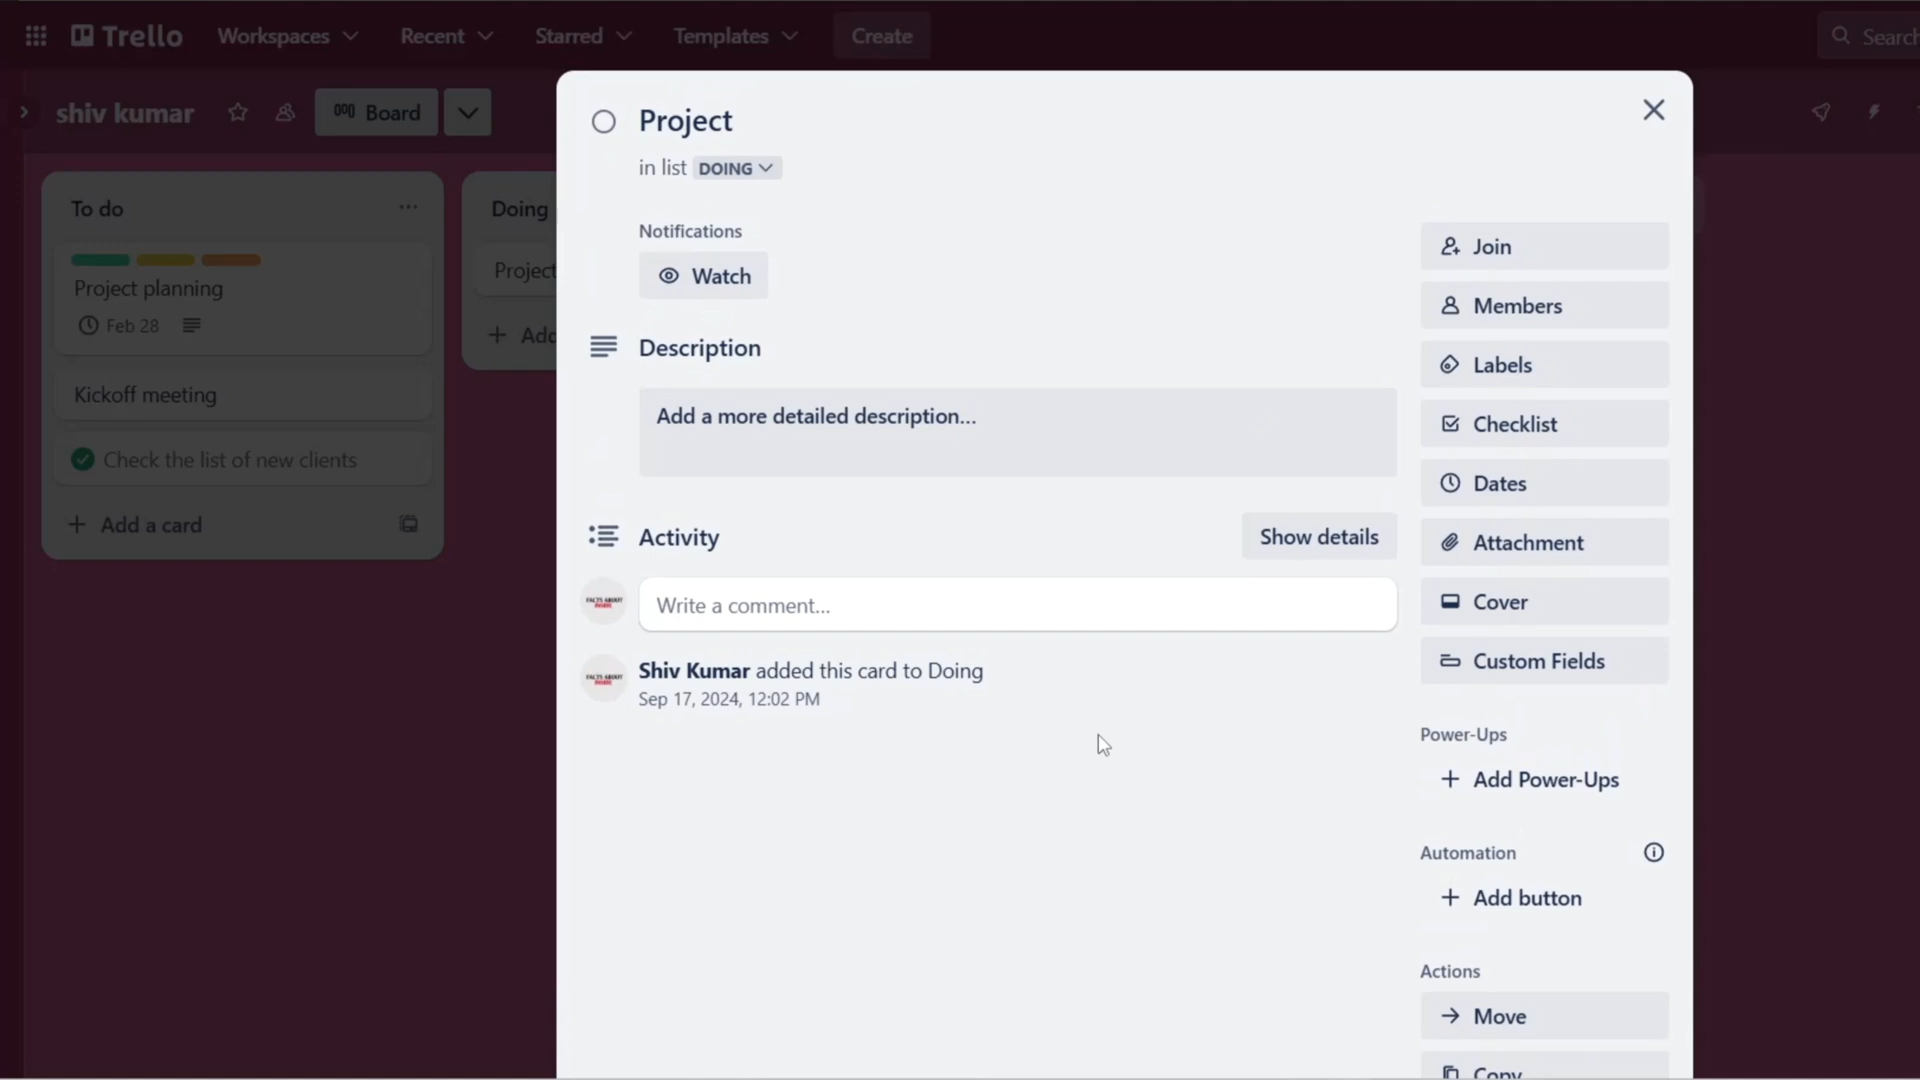 Trello
Workspaces
Recent
Starred
Templates
Create
Search
shiv kumar
Board
To do
Project planning
Feb 28
Kickoff meeting
Check the list of new clients
Add a card
Doing
Project
Add
Project
in list DOING
Notifications
Watch
Description
Add a more detailed description...
Activity
Show details
FACTS ABOUT
Write a comment...
FACTS ABOUT
Shiv Kumar added this card to Doing
Sep 17, 2024, 12:02 PM
Join
Members
Labels
Checklist
Dates
Attachment
Cover
Custom Fields
Power-Ups
Add Power-Ups
Automation
Add button
Actions
Move
Copy